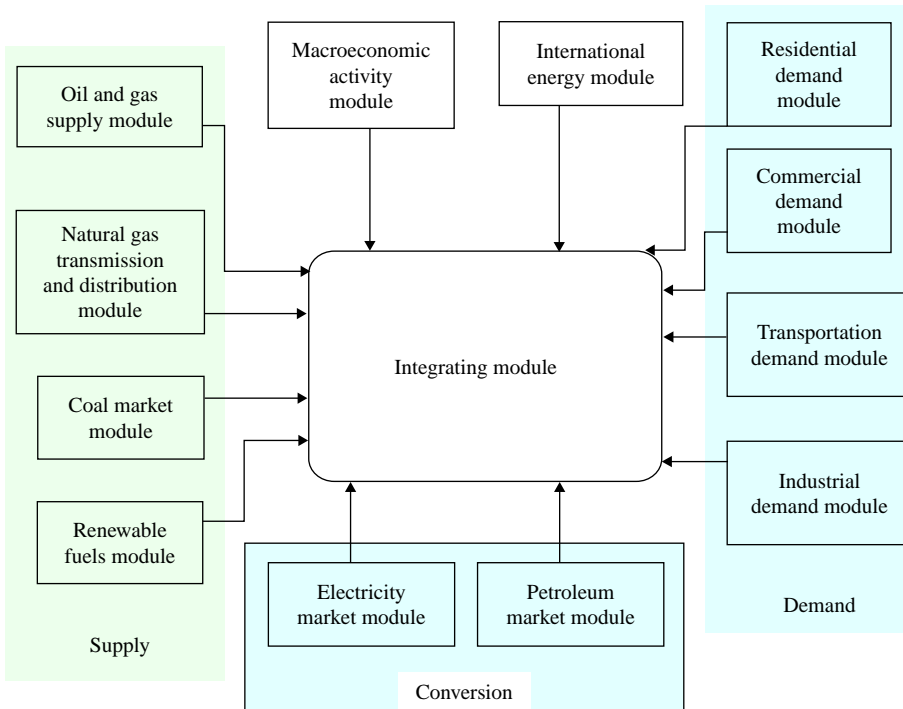 Macroeconomic
activity
module
International
energy module
Residential
demand
module
Oil and gas
supply module
Commercial
demand
module
Natural gas
transmission
and distribution
module
Transportation
demand module
Integrating module
Coal market
module
Industrial
demand module
Renewable
fuels module
Electricity
market module
Petroleum
market module
Demand
Supply
Conversion